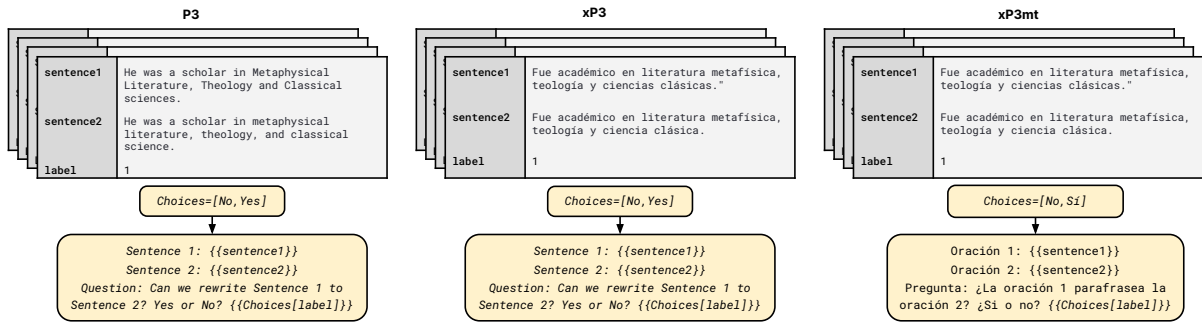 P3
sentence1
He was a scholar in Metaphysical
Literature, Theology and Classical
sciences.
sentence2
He was a scholar in metaphysical
literature, theology, and classical
science.
label
1
Choices=[No,Yes]
Sentence 1: {{sentence1}}
Sentence 2: {{sentence2}}
Question: Can we rewrite Sentence 1 to
Sentence 2? Yes or No? {{Choices[label]}}
xP3
sentence1
Fue académico en literatura metafísica,
teología y ciencias clásicas."
sentence2
Fue académico en literatura metafísica,
teología y ciencia clásica.
label
1
Choices=[No,Yes]
Sentence 1: {{sentence1}}
Sentence 2: {{sentence2}}
Question: Can we rewrite Sentence 1 to
Sentence 2? Yes or No? {{Choices[label]}}
xP3mt
sentence1
Fue académico en literatura metafísica,
teología y ciencias clásicas."
sentence2
Fue académico en literatura metafísica,
teología y ciencia clásica.
label
1
Choices=[No,Sí]
Oración 1: {{sentence1}}
Oración 2: {{sentence2}}
Pregunta: ¿La oración 1 parafrasea la
oración 2? ¿Si o no? {{Choices[label]}}